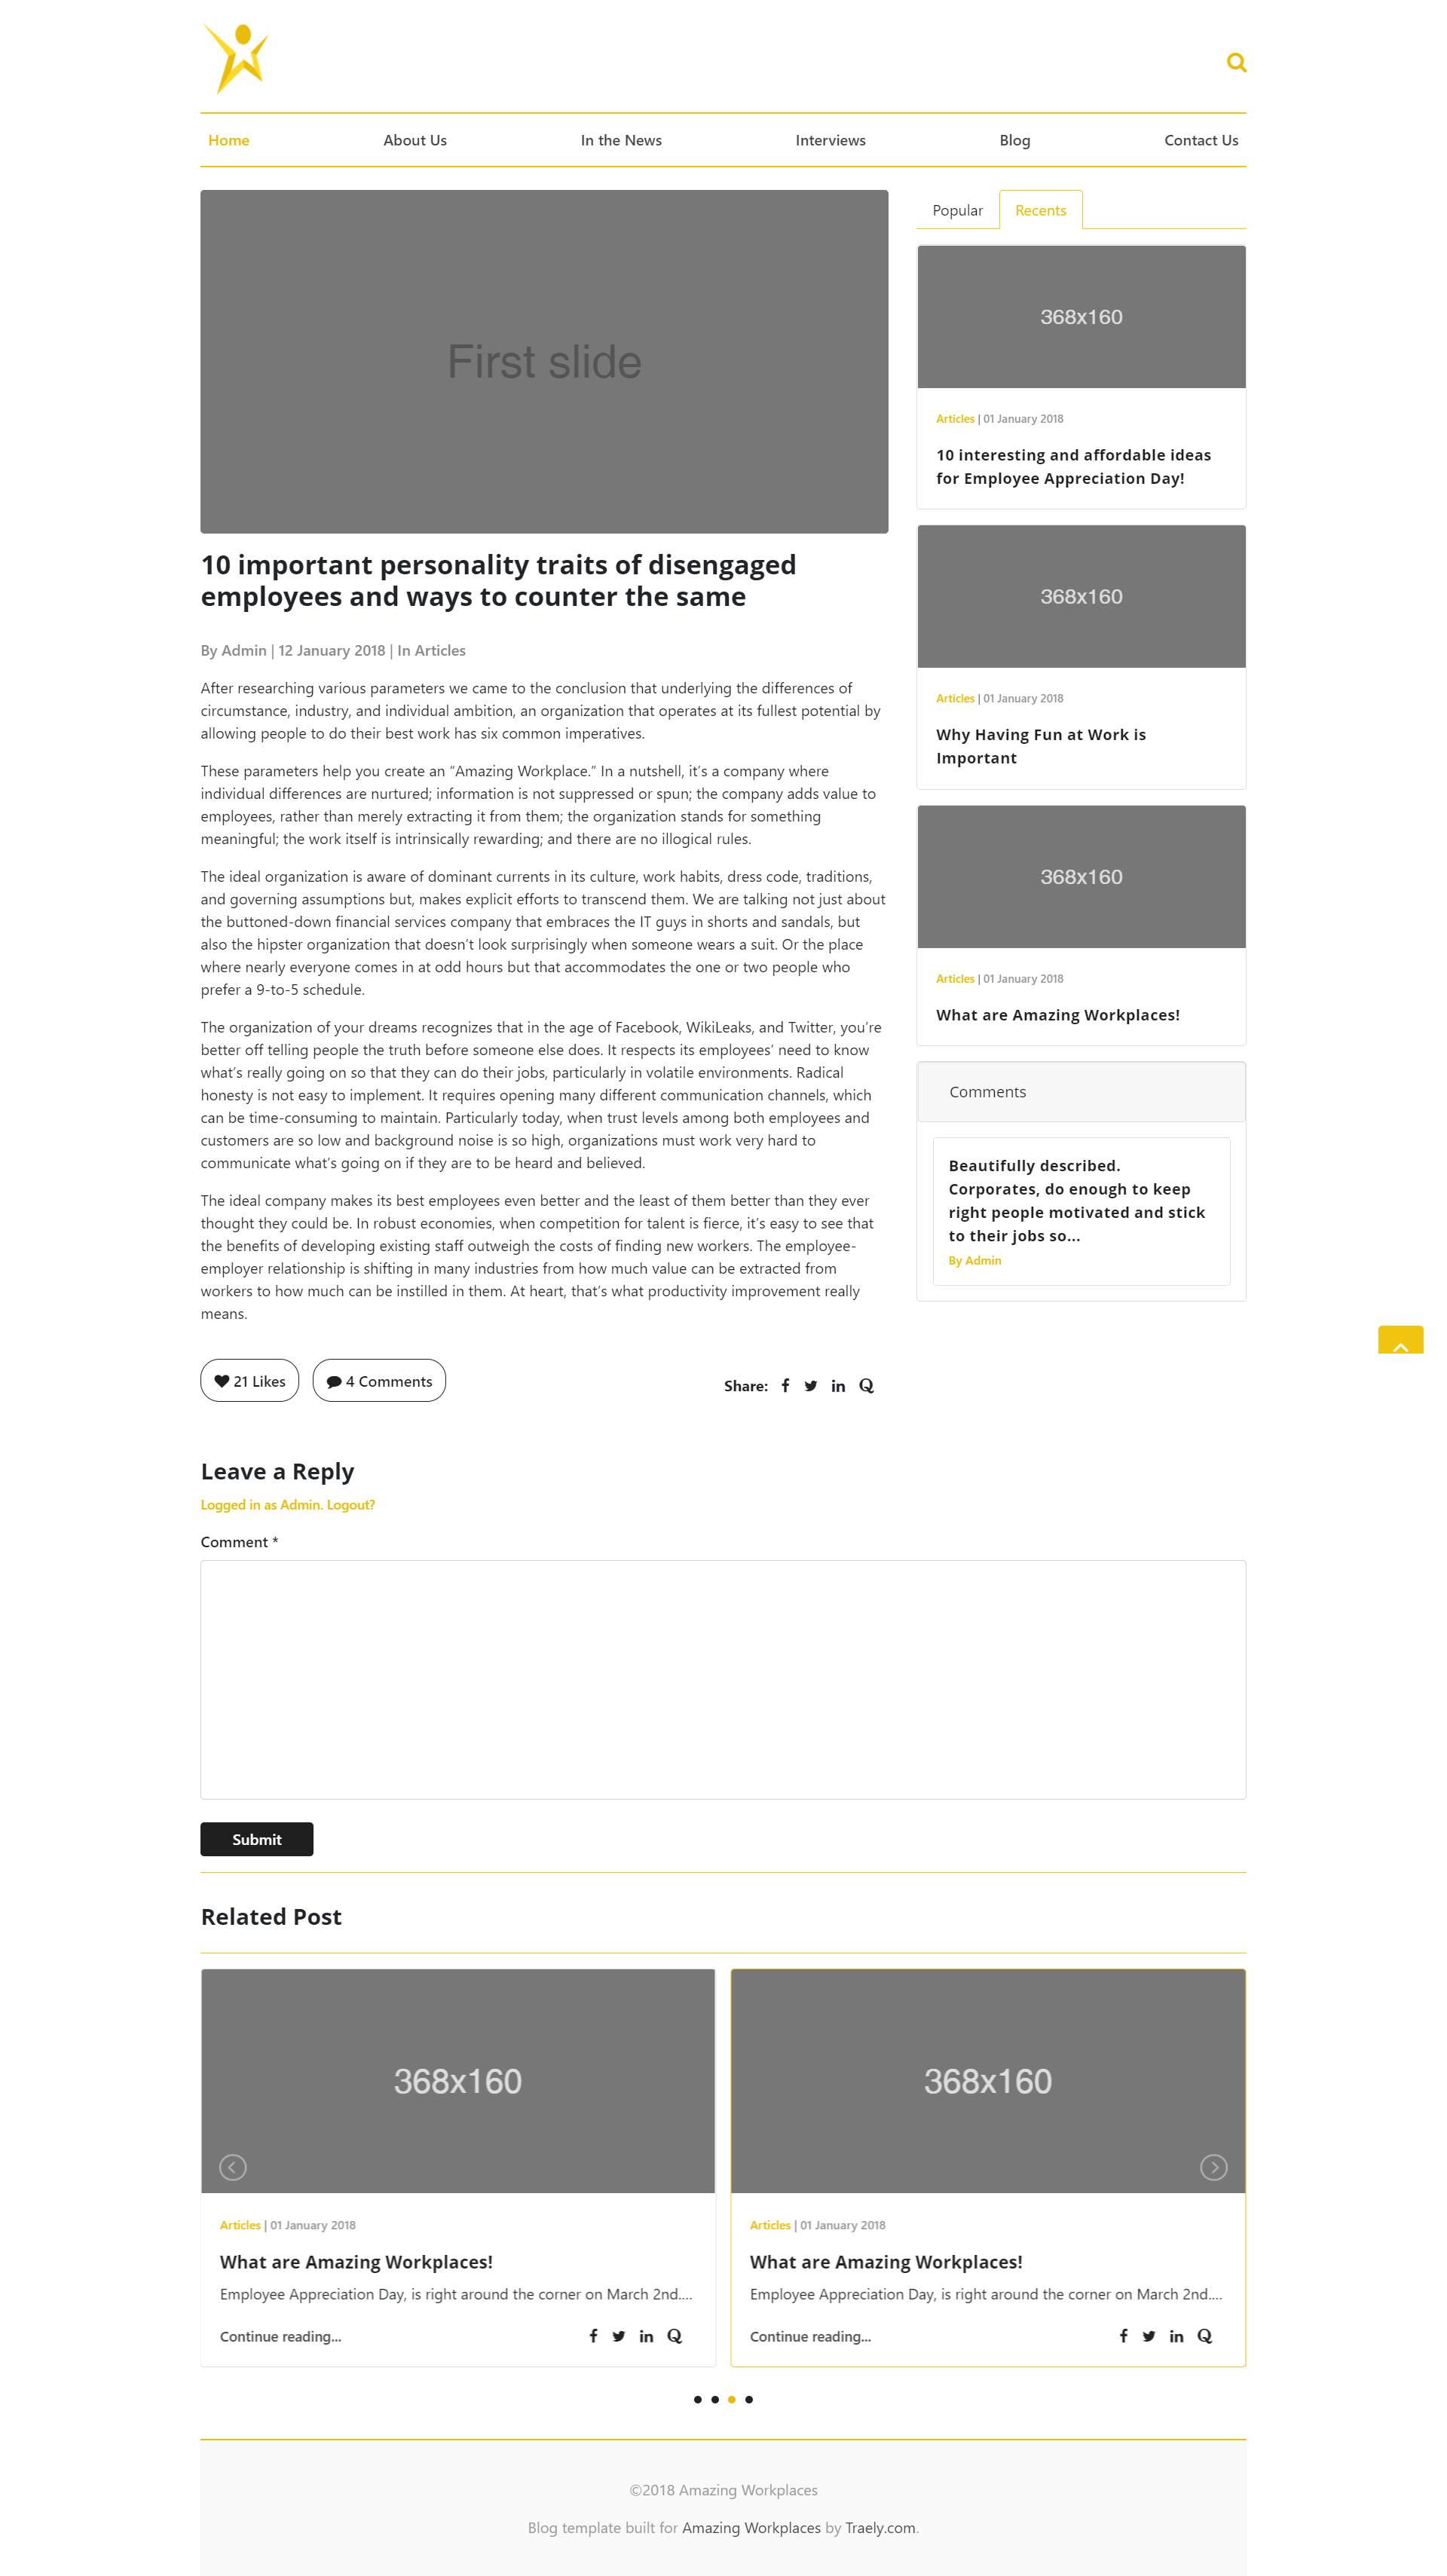 Home
About Us
In the News
Interviews
Blog
Contact Us
First slide
10 important personality traits of disengaged
employees and ways to counter the same
By Admin | 12 January 2018 | In Articles
After researching various parameters we came to the conclusion that underlying the differences of
circumstance, industry, and individual ambition, an organization that operates at its fullest potential by
allowing people to do their best work has six common imperatives.
These parameters help you create an “Amazing Workplace.” In a nutshell, it’s a company where
individual differences are nurtured; information is not suppressed or spun; the company adds value to
employees, rather than merely extracting it from them; the organization stands for something
meaningful; the work itself is intrinsically rewarding; and there are no illogical rules.
The ideal organization is aware of dominant currents in its culture, work habits, dress code, traditions,
and governing assumptions but, makes explicit efforts to transcend them. We are talking not just about
the buttoned-down financial services company that embraces the IT guys in shorts and sandals, but
also the hipster organization that doesn’t look surprisingly when someone wears a suit. Or the place
where nearly everyone comes in at odd hours but that accommodates the one or two people who
prefer a 9-to-5 schedule.
The organization of your dreams recognizes that in the age of Facebook, WikiLeaks, and Twitter, you’re
better off telling people the truth before someone else does. It respects its employees’ need to know
what’s really going on so that they can do their jobs, particularly in volatile environments. Radical
honesty is not easy to implement. It requires opening many different communication channels, which
can be time-consuming to maintain. Particularly today, when trust levels among both employees and
customers are so low and background noise is so high, organizations must work very hard to
communicate what’s going on if they are to be heard and believed.
The ideal company makes its best employees even better and the least of them better than they ever
thought they could be. In robust economies, when competition for talent is fierce, it’s easy to see that
the benefits of developing existing staff outweigh the costs of finding new workers. The employee-
employer relationship is shifting in many industries from how much value can be extracted from
workers to how much can be instilled in them. At heart, that’s what productivity improvement really
means.
21 Likes
4 Comments
Share:
Popular
Recents
368x160
Articles | 01 January 2018
10 interesting and affordable ideas
for Employee Appreciation Day!
368x160
Articles | 01 January 2018
Why Having Fun at Work is
Important
368x160
Articles | 01 January 2018
What are Amazing Workplaces!
Comments
Beautifully described.
Corporates, do enough to keep
right people motivated and stick
to their jobs so...
By Admin
Leave a Reply
Logged in as Admin. Logout?
Comment *
Submit
Related Post
368x160
Articles | 01 January 2018
What are Amazing Workplaces!
Employee Appreciation Day, is right around the corner on March 2nd....
Continue reading...
368x160
Articles | 01 January 2018
What are Amazing Workplaces!
Employee Appreciation Day, is right around the corner on March 2nd....
Continue reading...
©2018 Amazing Workplaces
Blog template built for Amazing Workplaces by Traely.com.